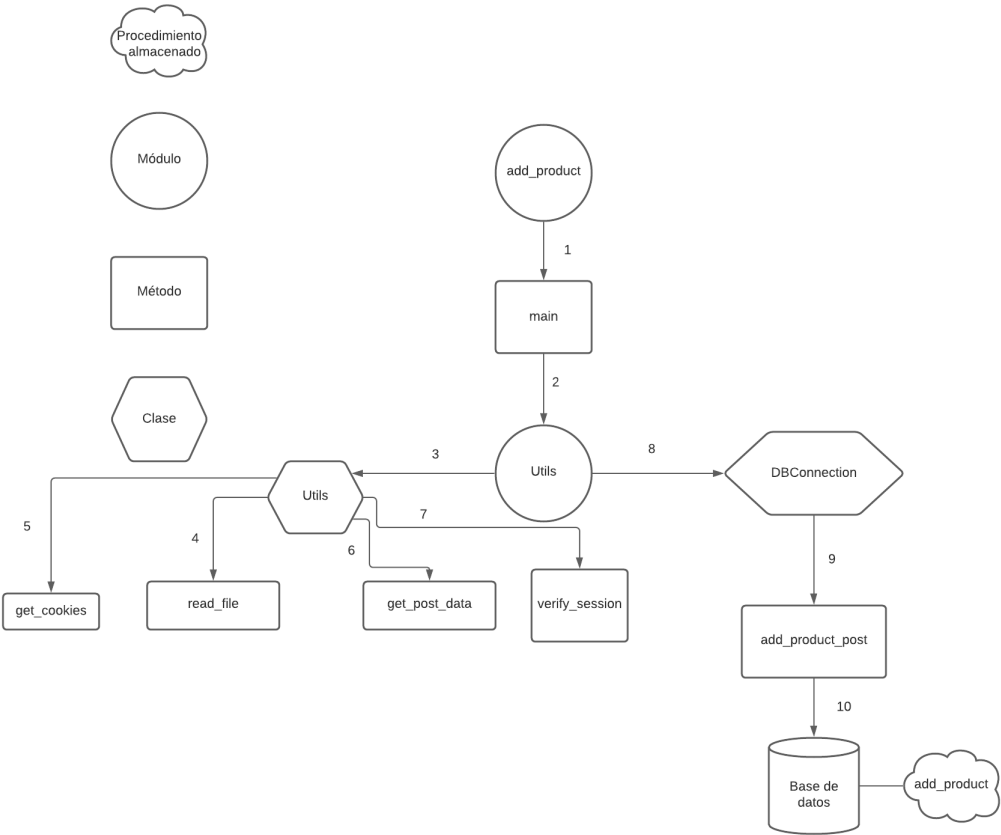 Procedimiento
almacenado
Módulo
add_product
1
Método
main
2
Clase
3
Utils
8
DBConnection
Utils
5
4
7
6
9
get_cookies
read_file
get_post_data
verify_session
add_product_post
10
Base de
datos
add_product